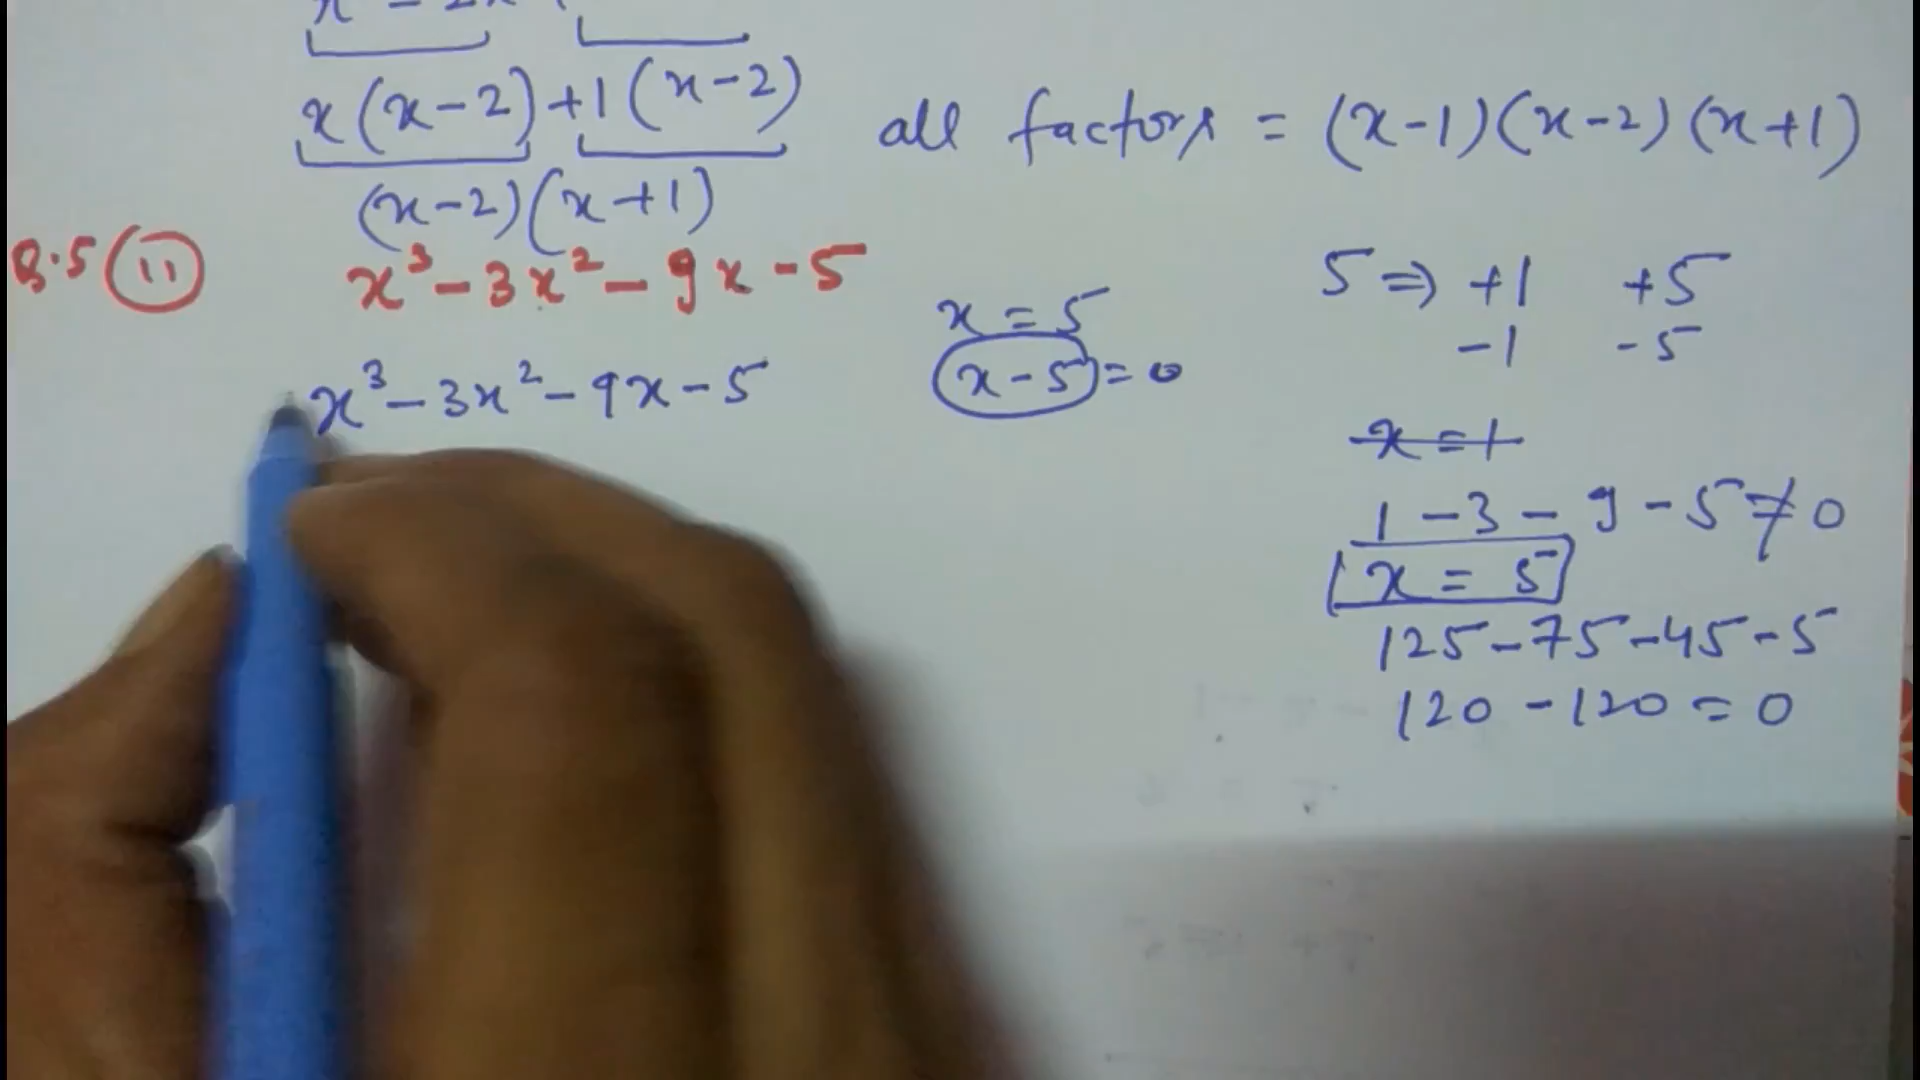 x(x-2)+1(x-2)
(x-2)(x+1)
all factors = (x-1)(x-2)(x+1)
Q.5 (11) x³-3x²-9x-5
x³-3x²-9x-5
x=5
(x-5)=0
5⇒ +1 +5
-1 -5
x=1
1-3-9-5≠0
x=5
125-75-45-5
120-120=0